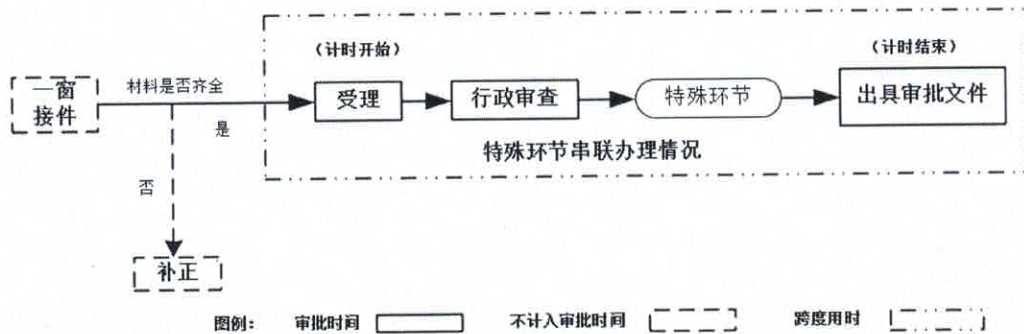 （计时开始）
（计时结束）
一窗
接件
材料是否齐全
受理
行政审查
特殊环节
出具审批文件
是
特殊环节串联办理情况
否
补正
图例： 审批时间 不计入审批时间 跨度用时